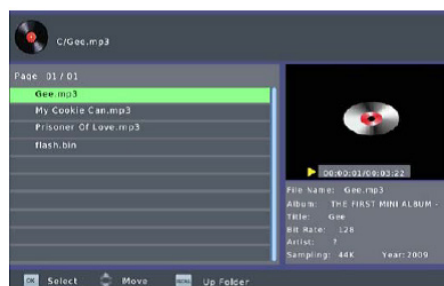 C/Gee.mp3
Page 01/01
Gee.mp3
My Cookie Can.mp3
Prisoner Of Love.mp3
flash.bin
00:00:01/00:03:22
File Name: Gee.mp3
Album: THE FIRST MINI ALBUM -
Title: Gee
Bit Rate: 128
Artist: ?
Sampling: 44K Year: 2009
OK Select Move MENU Up Folder